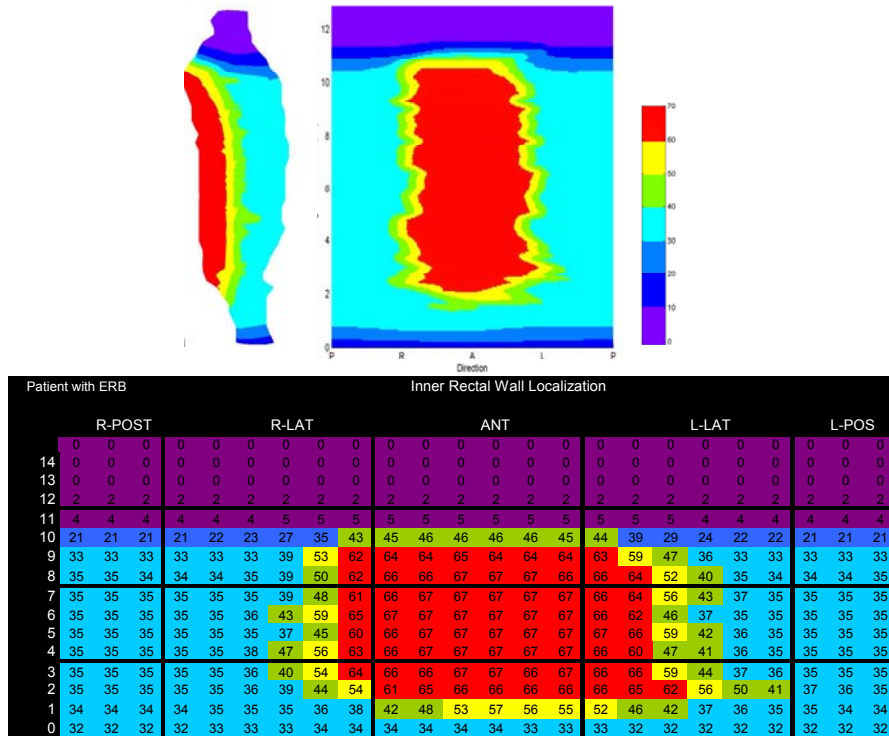 12
10
8
6
4
2
0
P R A L P
Direction
70
60
50
40
30
20
10
0
Patient with ERB Inner Rectal Wall Localization
R-POST R-LAT ANT L-LAT L-POS
0 0 0 0 0 0 0 0 0 0 0 0 0 0 0 0 0 0 0 0 0 0 0 0
14 0 0 0 0 0 0 0 0 0 0 0 0 0 0 0 0 0 0 0 0 0 0 0 0
13 0 0 0 0 0 0 0 0 0 0 0 0 0 0 0 0 0 0 0 0 0 0 0 0
12 2 2 2 2 2 2 2 2 2 2 2 2 2 2 2 2 2 2 2 2 2 2 2 2
11 4 4 4 4 4 4 5 5 5 5 5 5 5 5 5 5 5 5 4 4 4 4 4 4
10 21 21 21 21 22 23 27 35 43 45 46 46 46 46 45 44 39 29 24 22 22 21 21 21
9 33 33 33 33 33 33 39 53 62 64 64 65 64 64 64 63 59 47 36 33 33 33 33 33
8 35 35 34 34 34 35 39 50 62 66 66 67 67 67 66 66 64 52 40 35 34 34 34 35
7 35 35 35 35 35 35 39 48 61 66 67 67 67 67 67 66 64 56 43 37 35 35 35 35
6 35 35 35 35 35 36 43 59 65 67 67 67 67 67 67 66 62 46 37 35 35 35 35 35
5 35 35 35 35 35 35 37 45 60 66 67 67 67 67 67 67 66 59 42 36 35 35 35 35
4 35 35 35 35 35 38 47 56 63 66 67 67 67 67 67 66 60 47 41 36 35 35 35 35
3 35 35 35 35 35 36 40 54 64 66 66 67 67 66 67 66 66 59 44 37 36 35 35 35
2 35 35 35 35 35 36 39 44 54 61 65 66 66 66 66 66 65 62 56 50 41 37 36 35
1 34 34 34 34 35 35 35 36 38 42 48 53 57 56 55 52 46 42 37 36 35 35 34 34
0 32 32 32 32 33 33 33 34 34 34 34 34 34 33 33 33 32 32 32 32 32 32 32 32